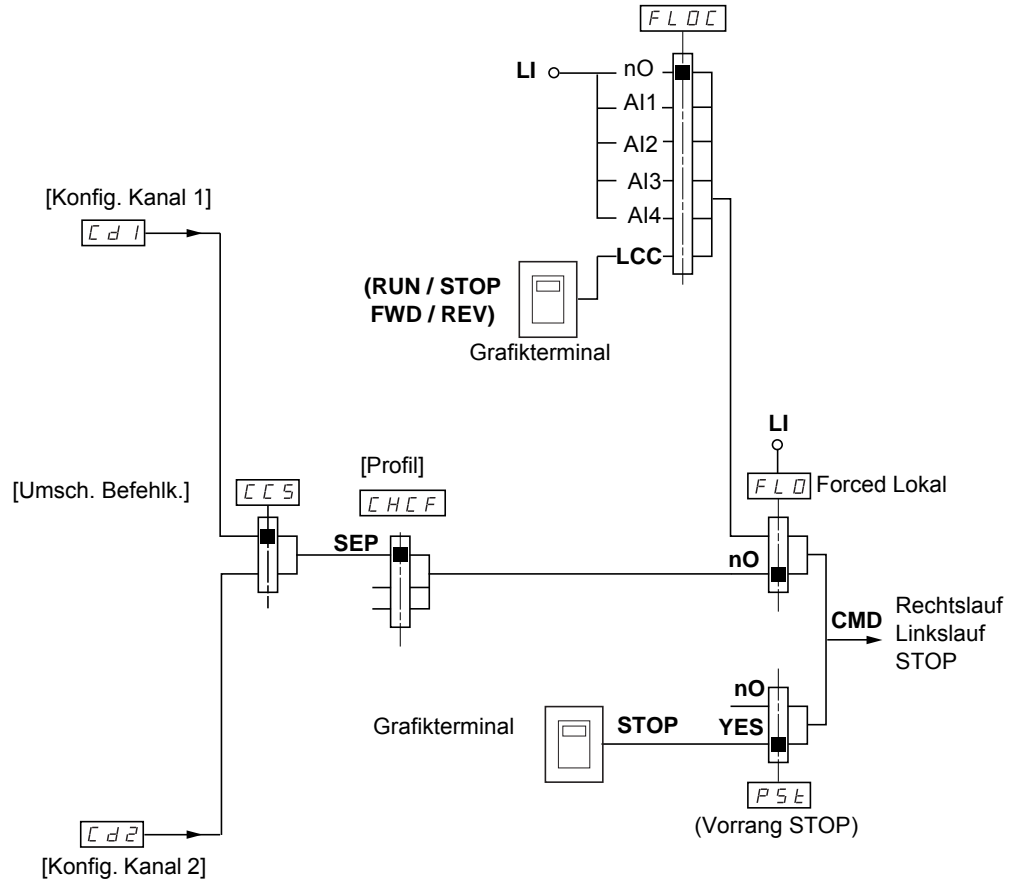 FLOC
LI
nO
AI1
AI2
AI3
AI4
LCC
(RUN / STOP
FWD / REV)
Grafikterminal
[Konfig. Kanal 1]
Cd1
[Umsch. Befehlk.]
CCS
[Profil]
CHCF
SEP
LI
FLO
Forced Lokal
nO
CMD
Rechtslauf
Linkslauf
STOP
nO
Grafikterminal
STOP
YES
PSt
(Vorrang STOP)
Cd2
[Konfig. Kanal 2]